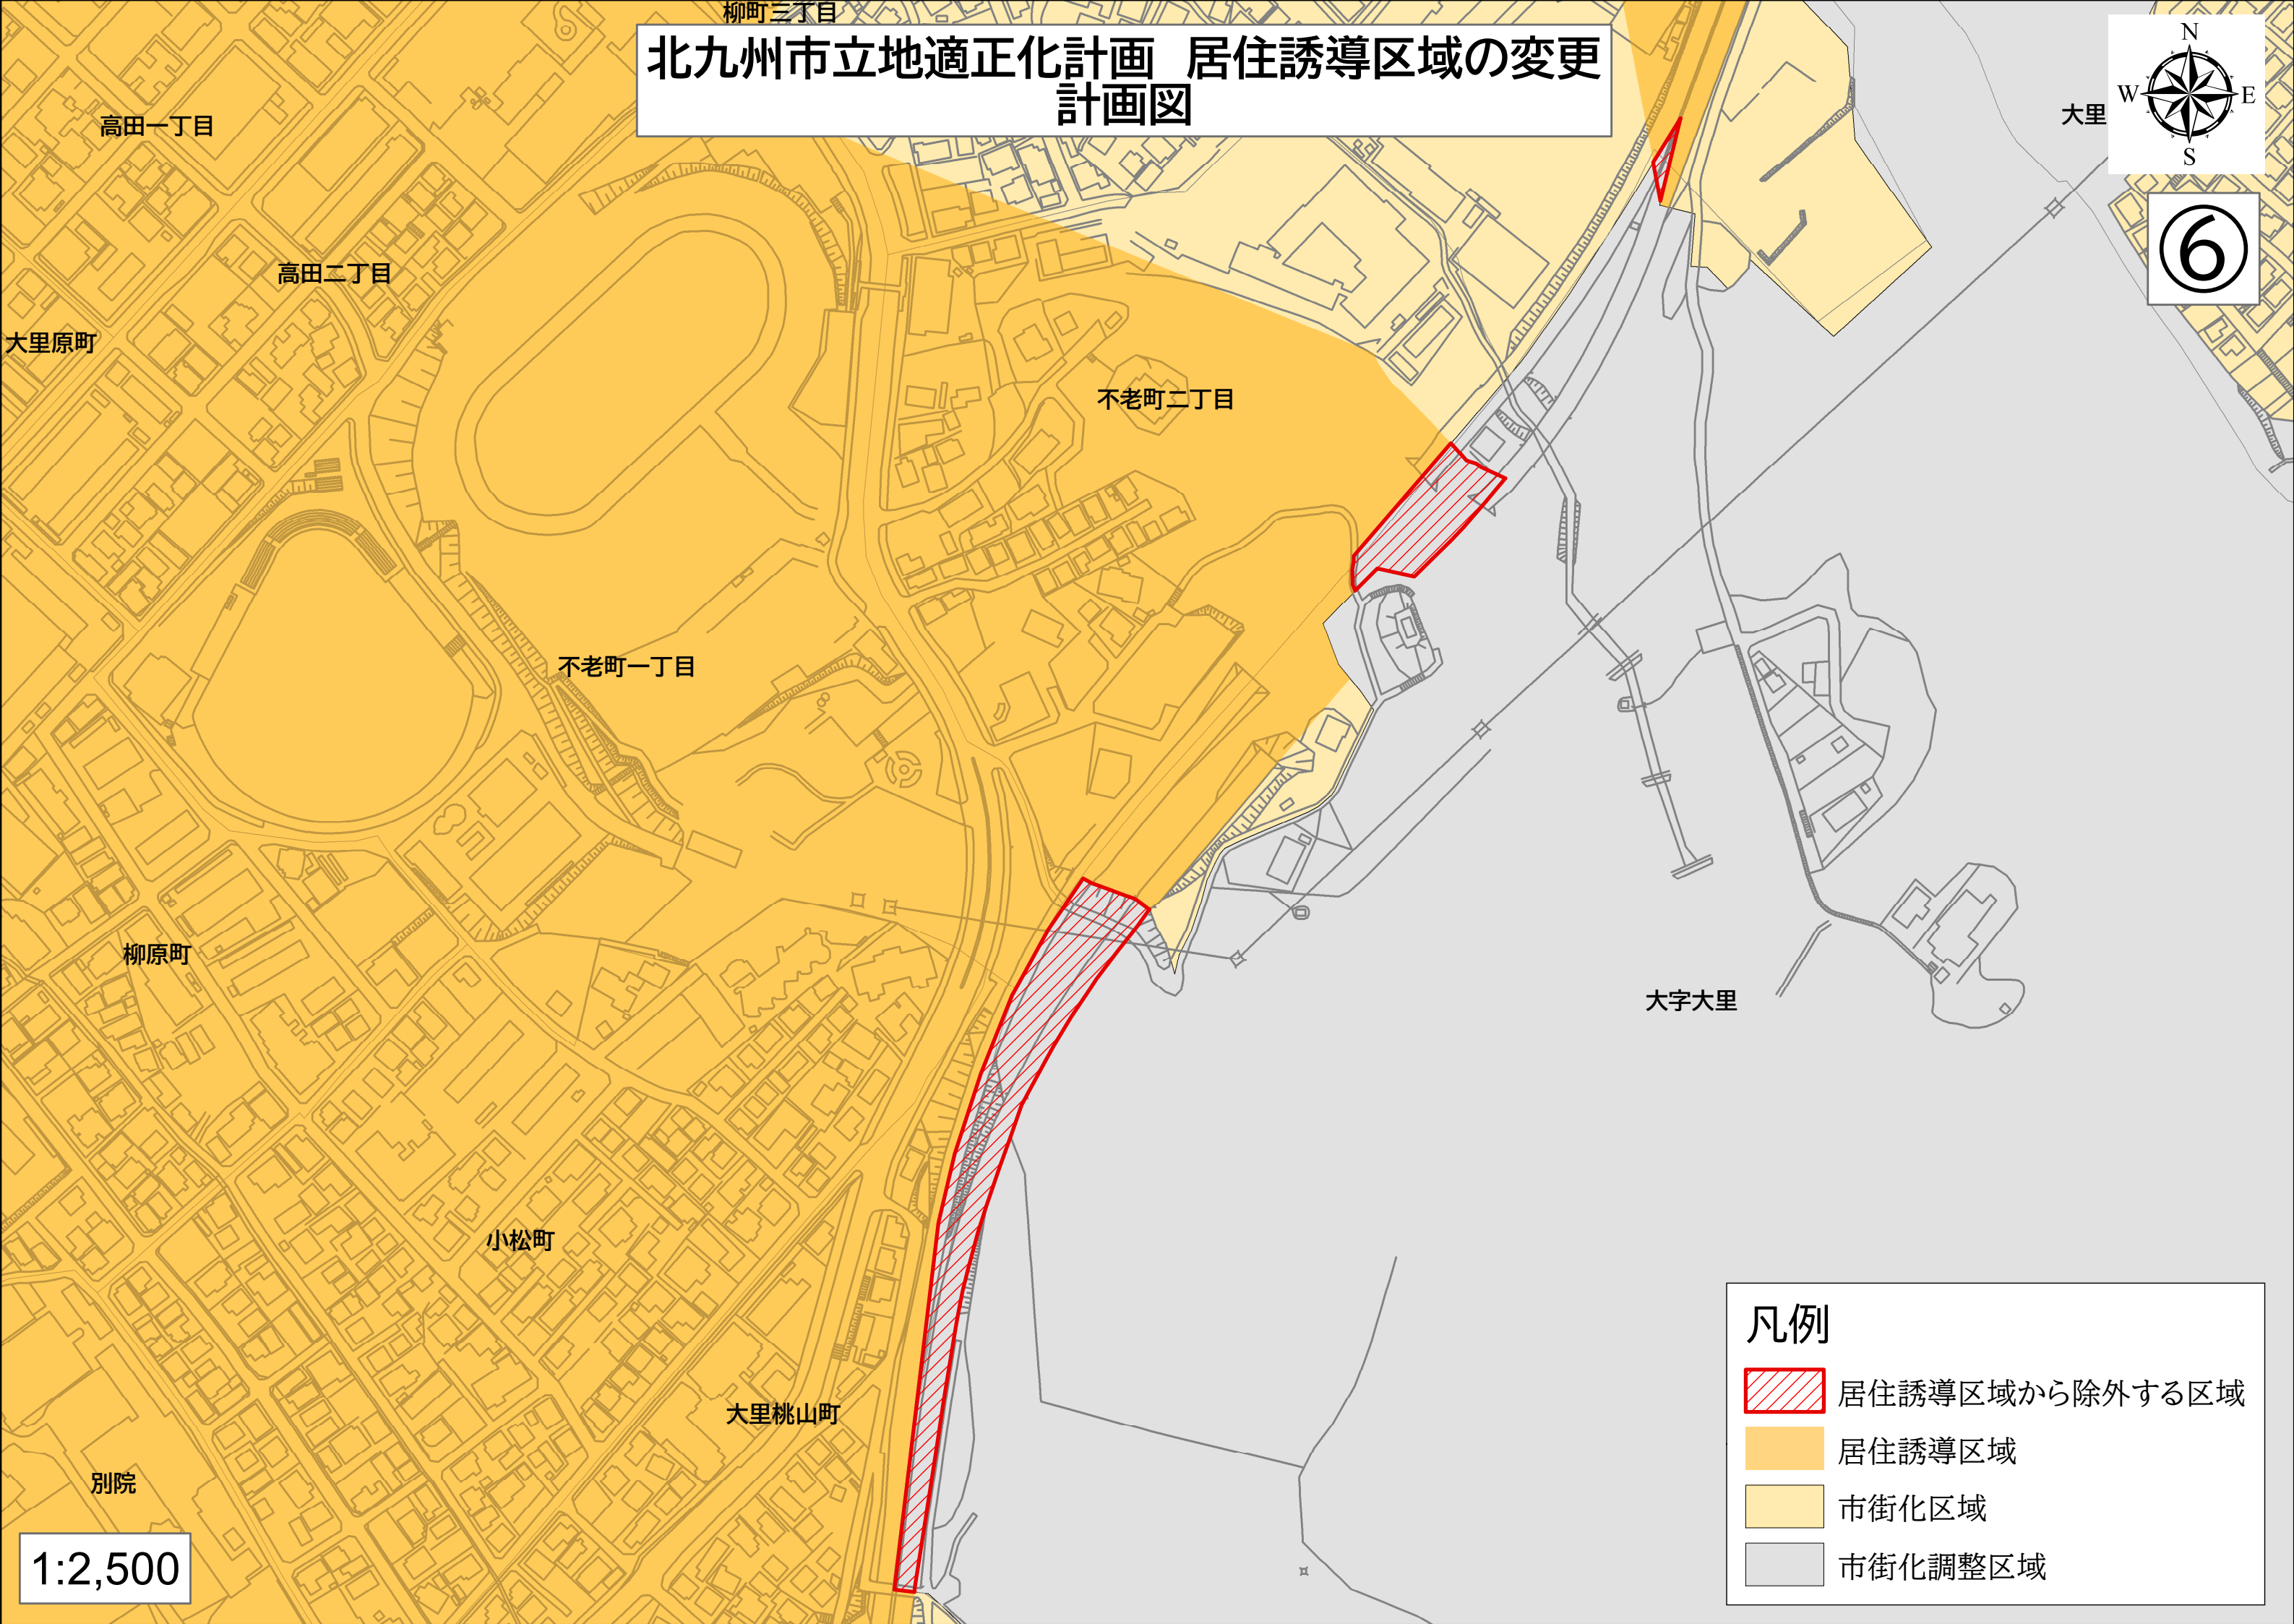 柳町三丁目
北九州市立地適正化計画　居住誘導区域の変更
計画図
N
W
E
S
大里
⑥
高田一丁目
高田二丁目
大里原町
不老町二丁目
不老町一丁目
柳原町
大字大里
小松町
大里桃山町
別院
1:2,500
凡例
居住誘導区域から除外する区域
居住誘導区域
市街化区域
市街化調整区域